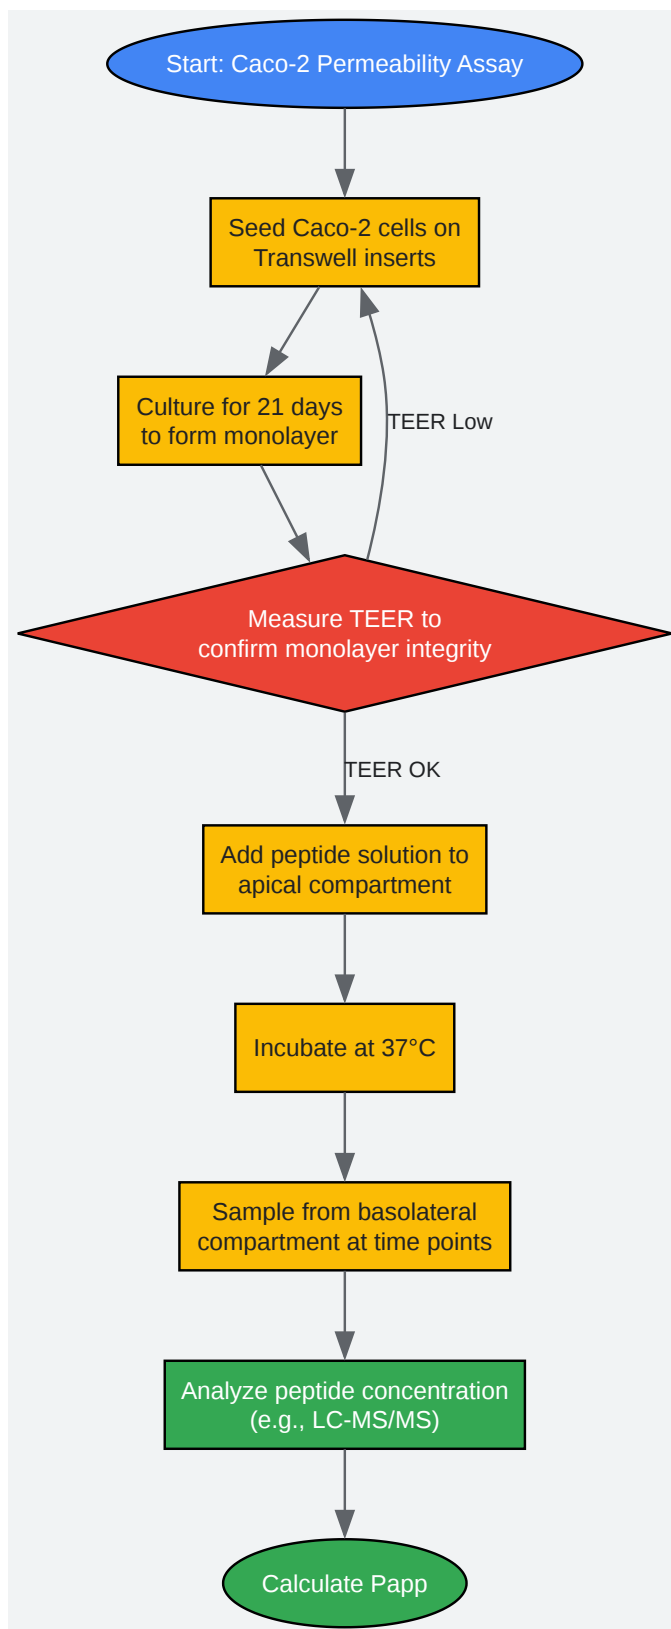 Start: Caco-2 Permeability Assay
Seed Caco-2 cells on
Transwell inserts
Culture for 21 days
to form monolayer
TEER Low
Measure TEER to
confirm monolayer integrity
TEER OK
Add peptide solution to
apical compartment
Incubate at 37°C
Sample from basolateral
compartment at time points
Analyze peptide concentration
(e.g., LC-MS/MS)
Calculate Papp